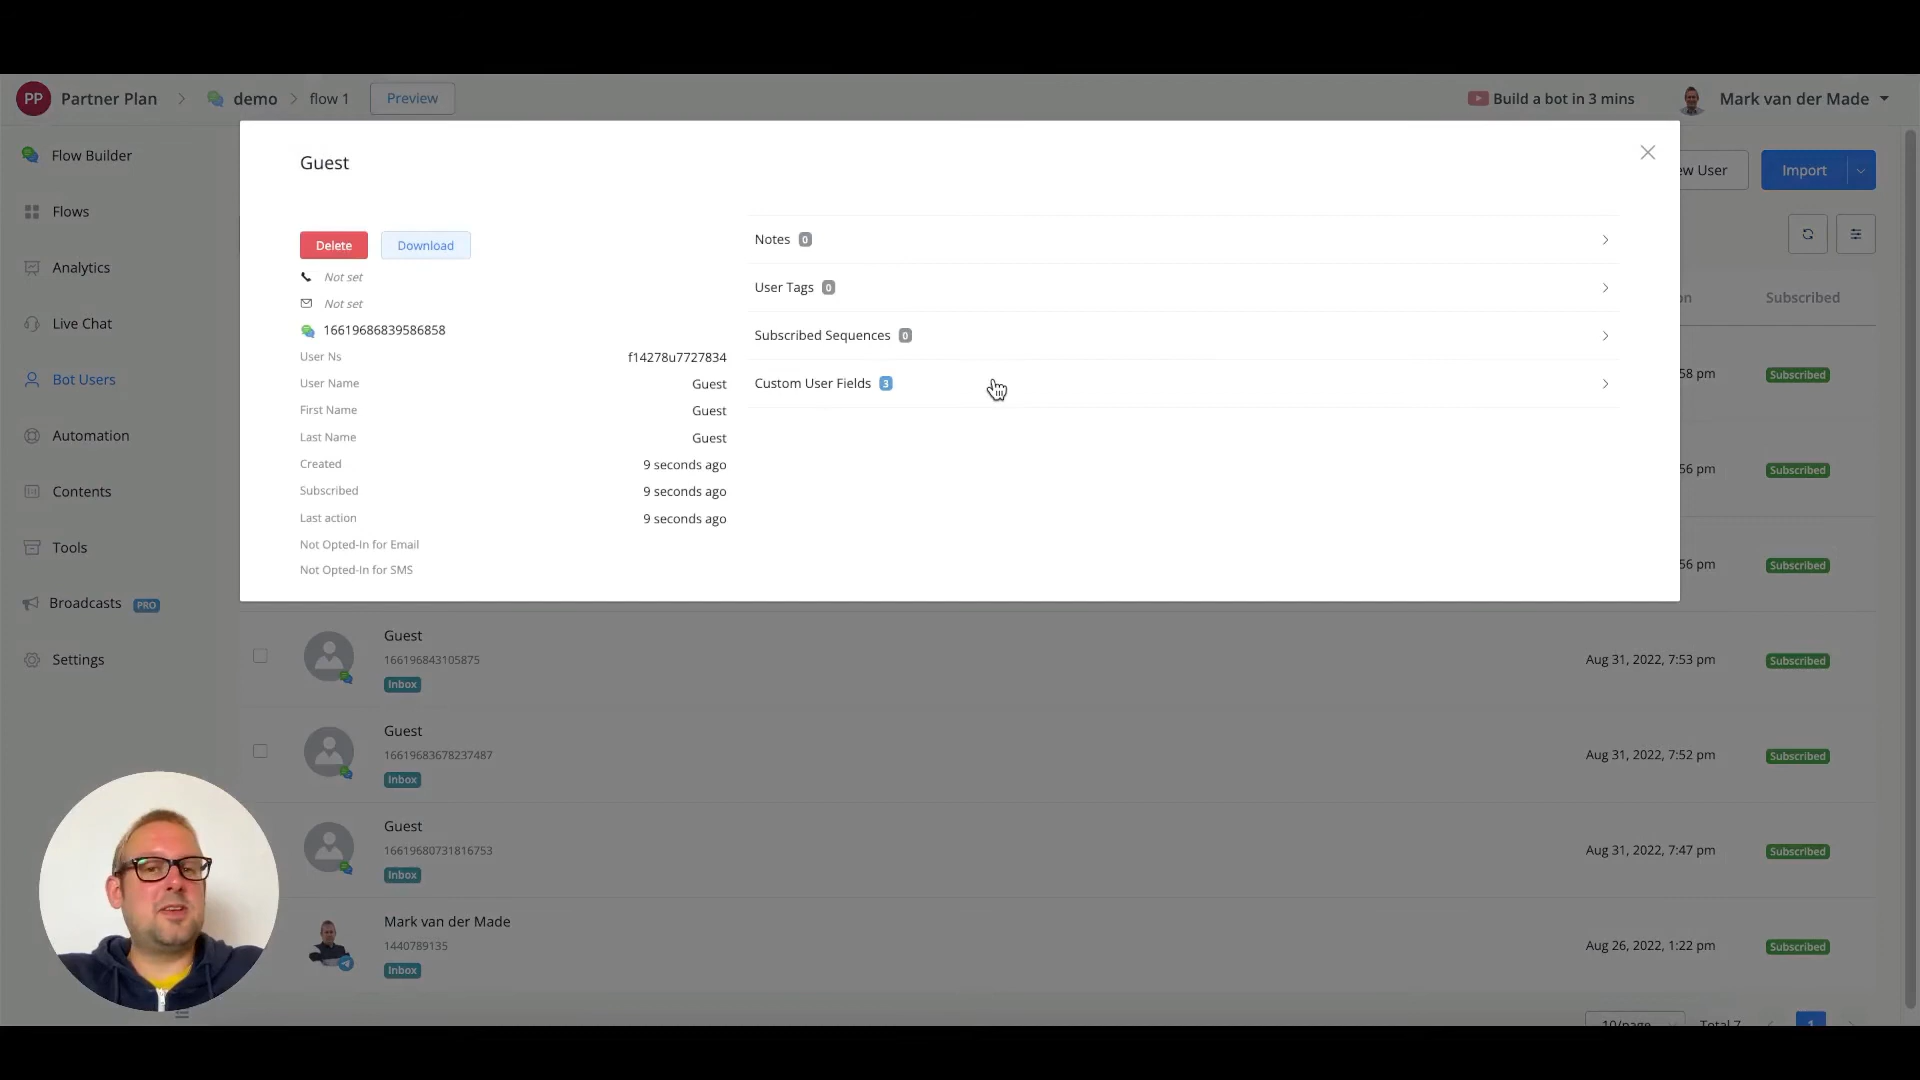 PP Partner Plan demo flow 1 Preview Build a bot in 3 mins Mark van der Made
Flow Builder
Flows
Analytics
Live Chat
Bot Users
Automation
Contents
Tools
Broadcasts PRO
Settings
Guest
Delete Download
Not set
Not set
16619686839586858
User Ns f14278u7727834
User Name Guest
First Name Guest
Last Name Guest
Created 9 seconds ago
Subscribed 9 seconds ago
Last action 9 seconds ago
Not Opted-In for Email
Not Opted-In for SMS
Notes 0
User Tags 0
Subscribed Sequences 0
Custom User Fields 3
ew User Import
on Subscribed
58 pm Subscribed
56 pm Subscribed
56 pm Subscribed
Guest
166196843105875
Inbox
Aug 31, 2022, 7:53 pm Subscribed
Guest
16619683678237487
Inbox
Aug 31, 2022, 7:52 pm Subscribed
Guest
16619680731816753
Inbox
Aug 31, 2022, 7:47 pm Subscribed
Mark van der Made
1440789135
Inbox
Aug 26, 2022, 1:22 pm Subscribed
10/page Total 7 1